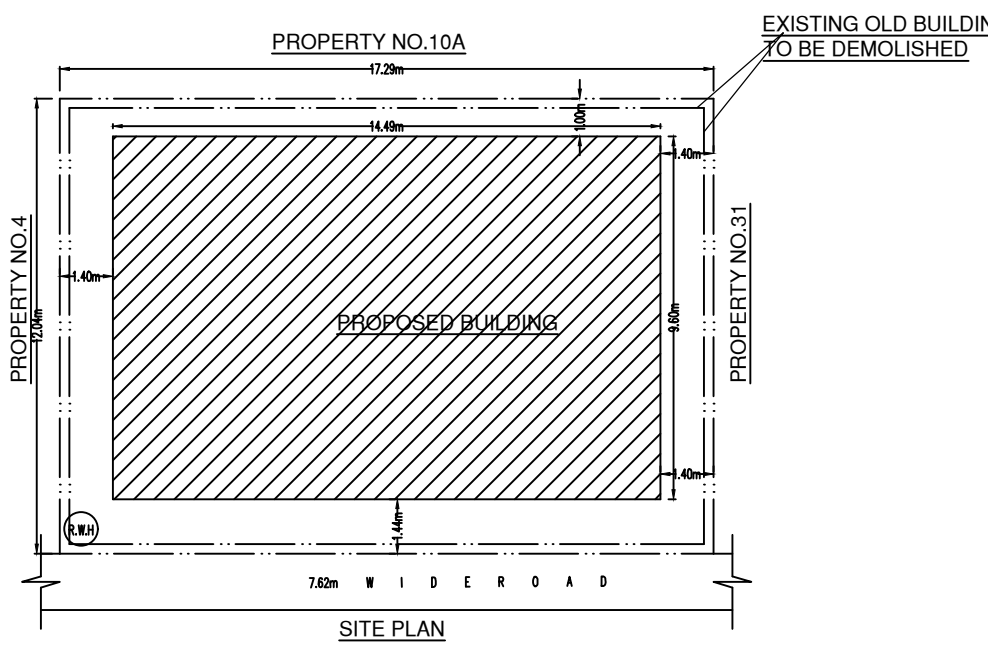 EXISTING OLD BUILDIN
TO BE DEMOLISHED
PROPERTY NO.10A
17.29m
14.49m
1.00m
1.40m
PROPERTY NO.4
12.04m
1.40m
PROPOSED BUILDING
9.60m
PROPERTY NO.31
1.40m
1.44m
R.W.H
7.62m W I D E R O A D
SITE PLAN